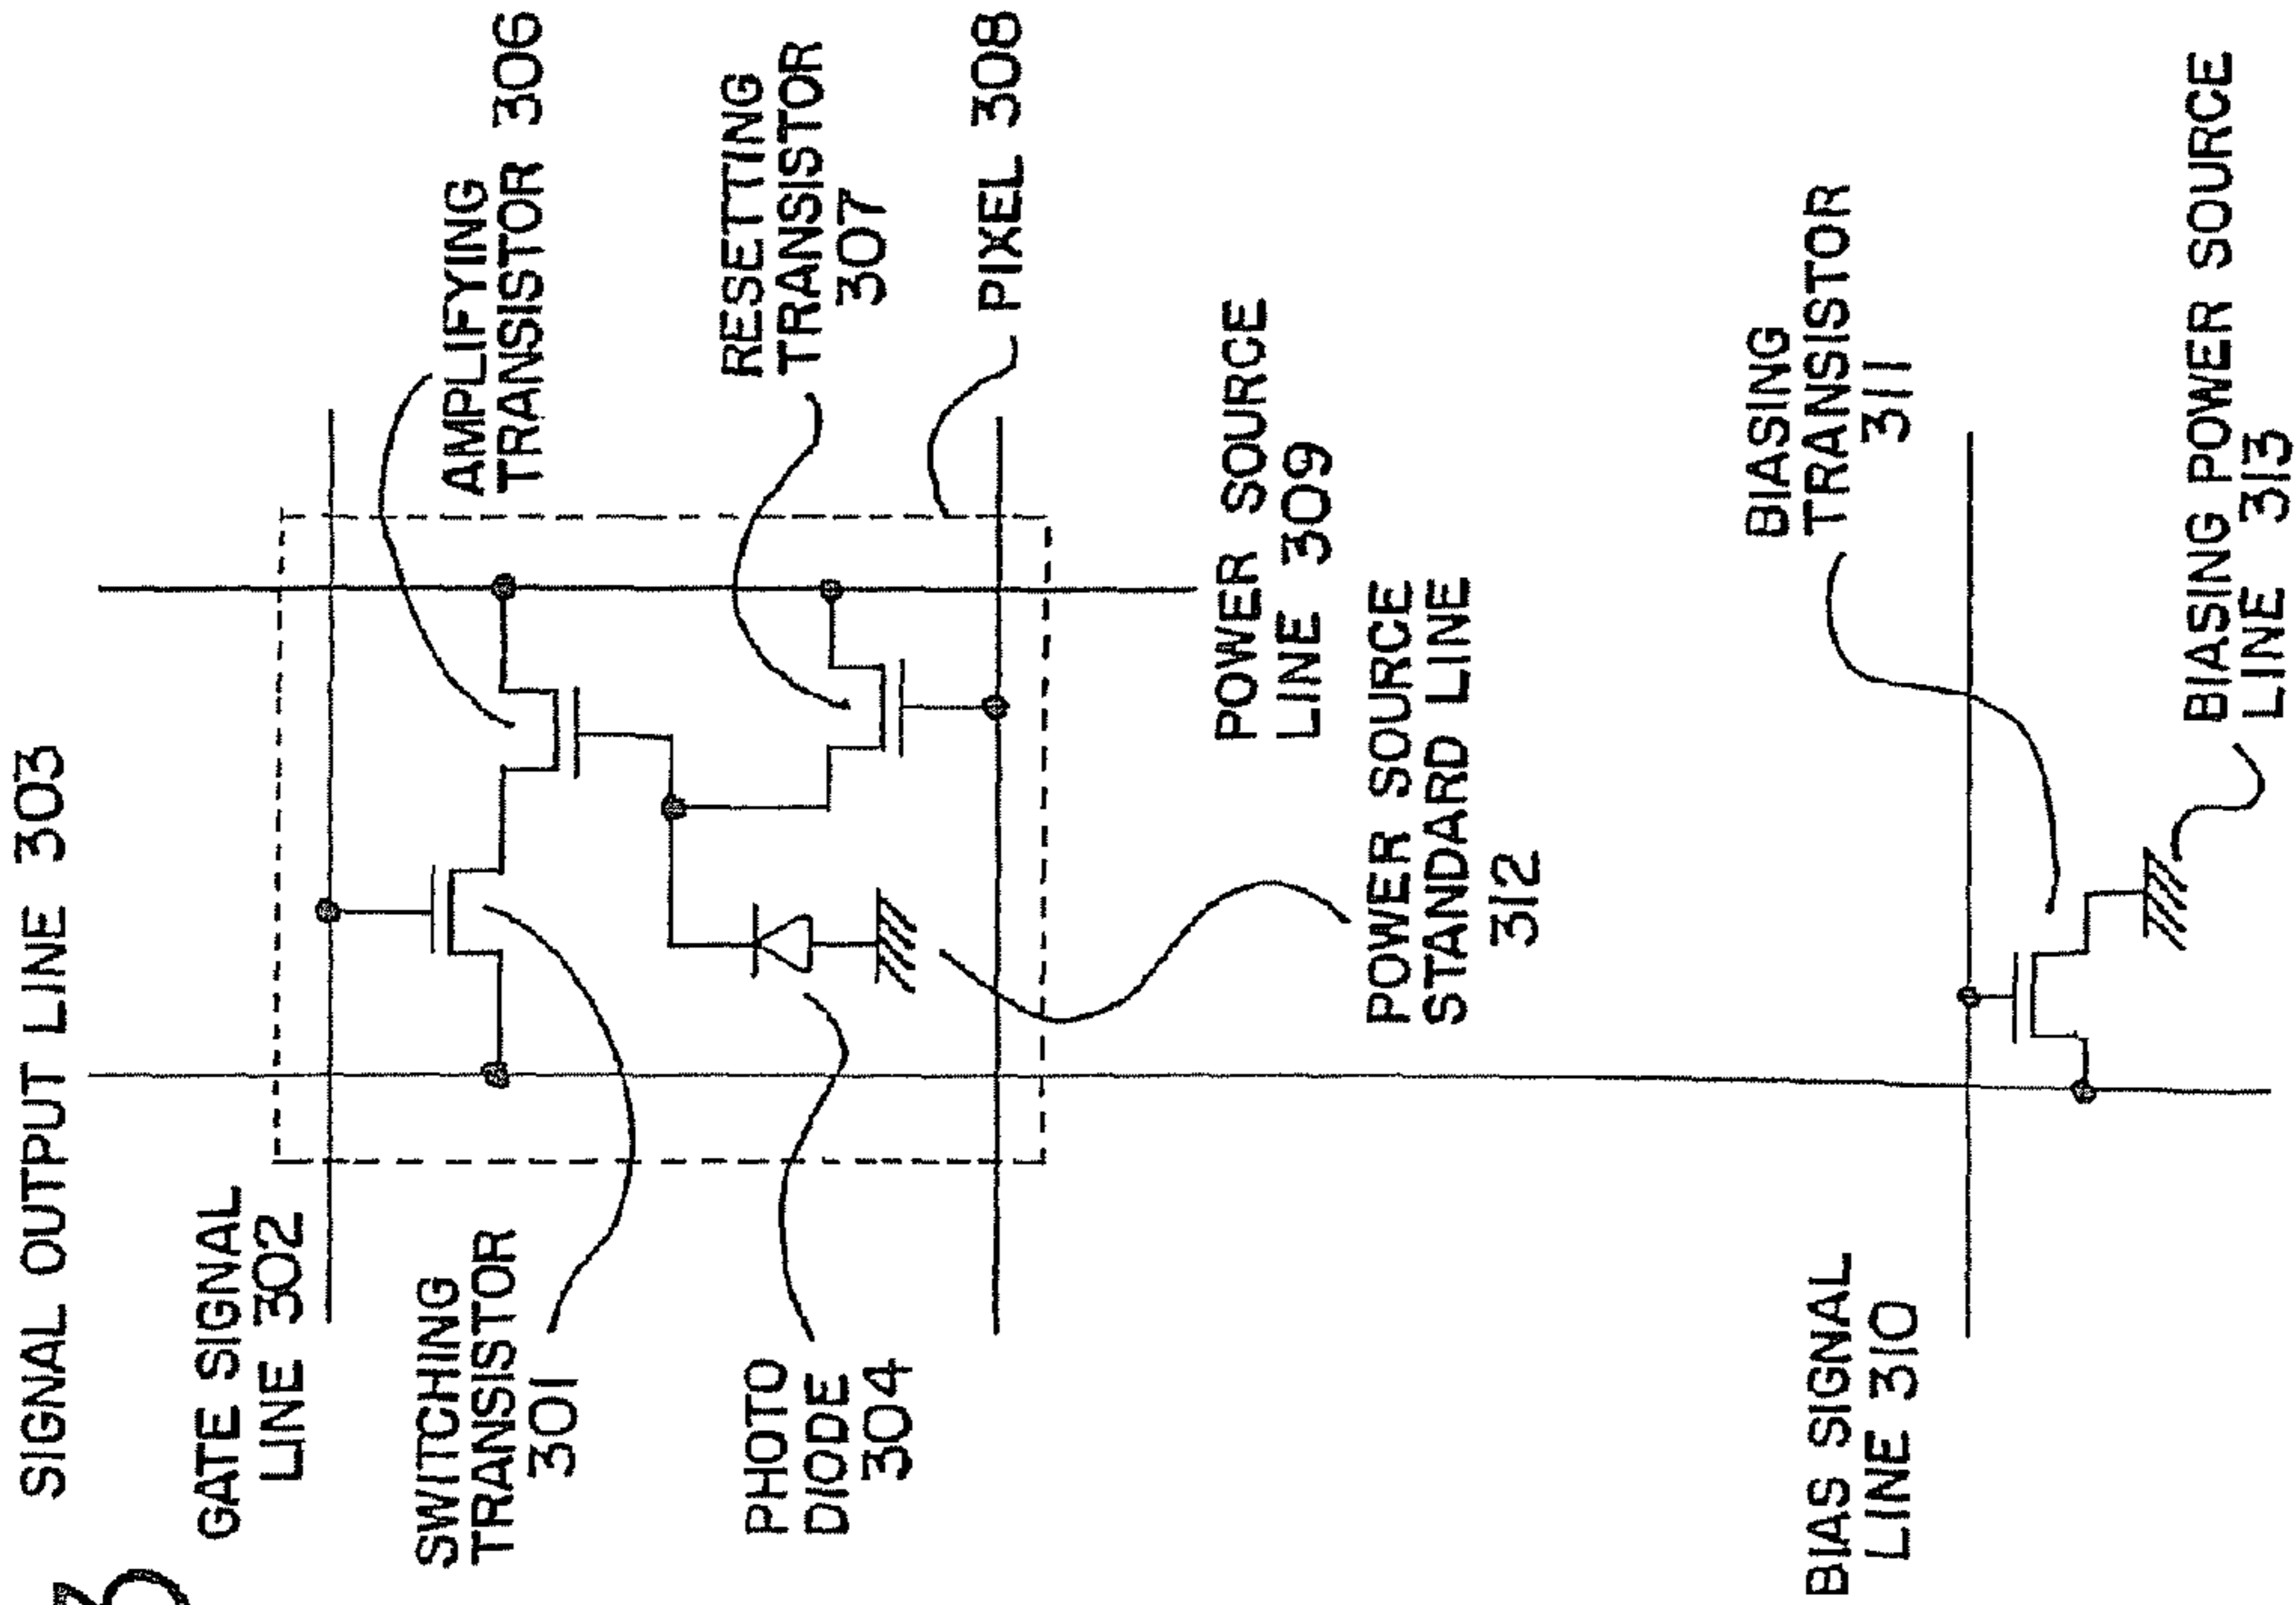 SIGNAL OUTPUT LINE 303
GATE SIGNAL
LINE 302
SWITCHING
TRANSISTOR
301
AMPLIFYING
TRANSISTOR 306
PHOTO
DIODE
304
RESETTING
TRANSISTOR
307
PIXEL 308
POWER SOURCE
LINE 309
POWER SOURCE
STANDARD LINE
312
BIAS SIGNAL
LINE 310
BIASING
TRANSISTOR
311
BIASING POWER SOURCE
LINE 313